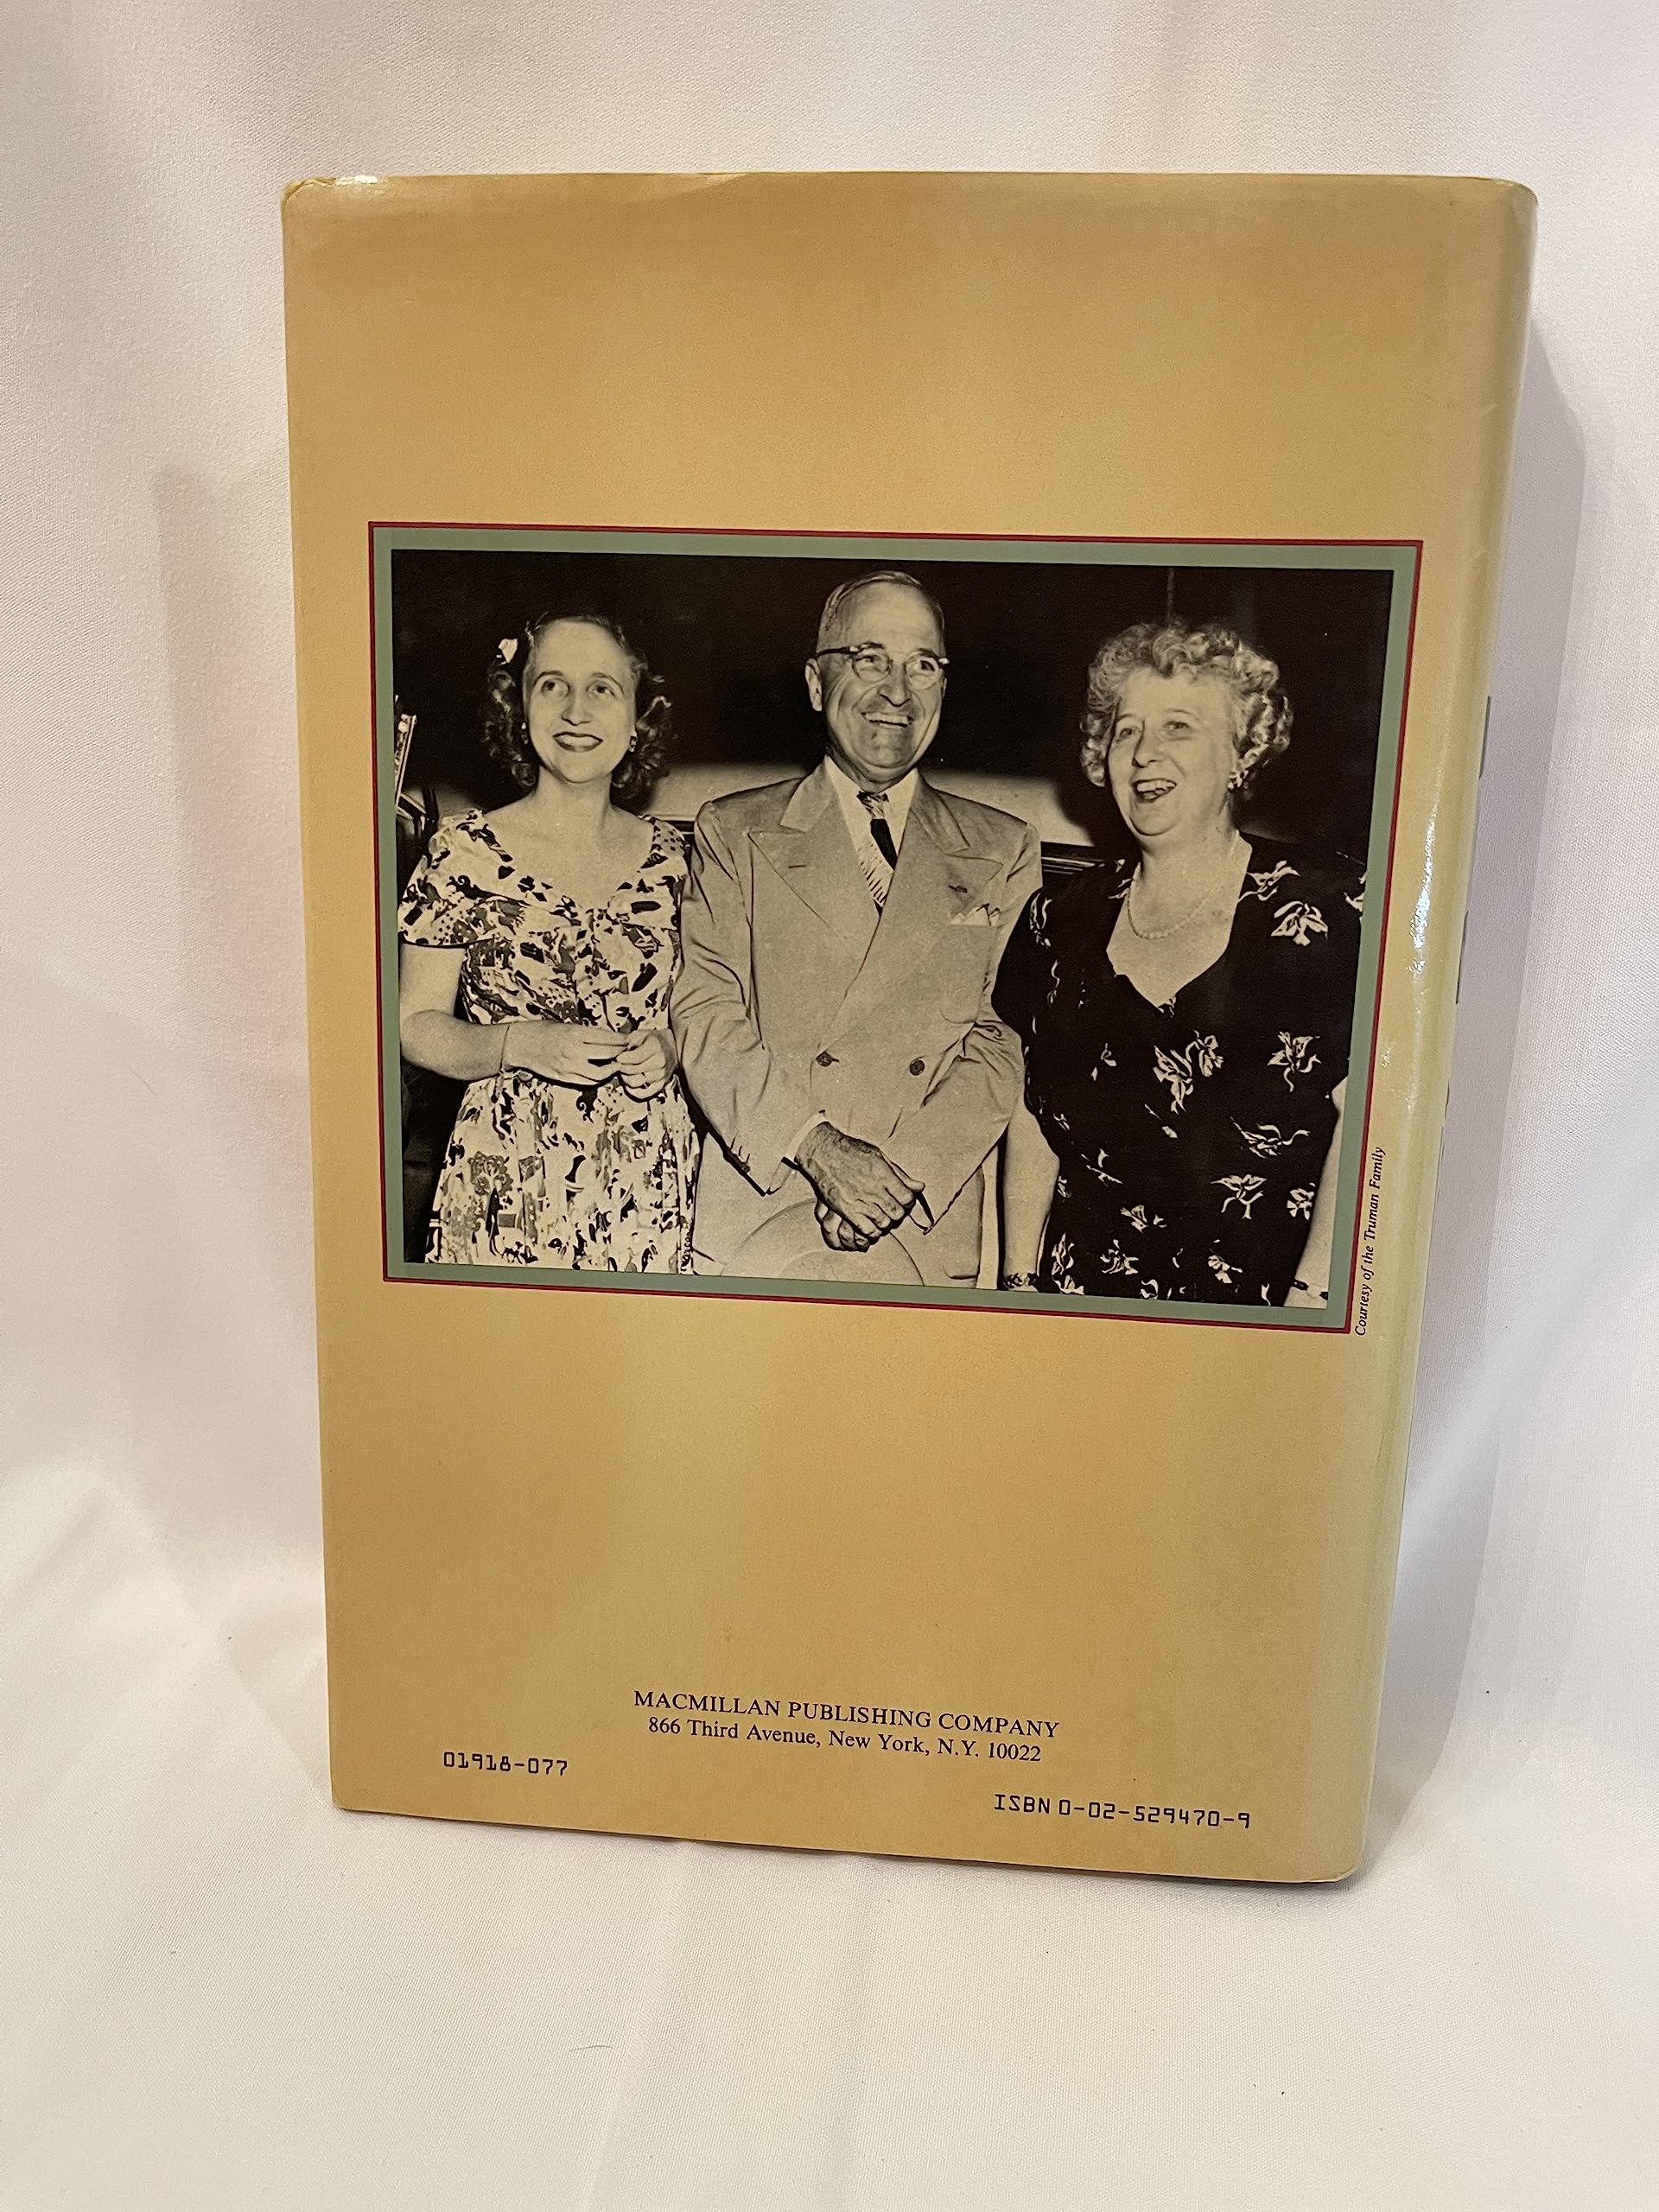 Courtesy of the Truman Family
MACMILLAN PUBLISHING COMPANY
866 Third Avenue, New York, N.Y. 10022
01918-077
ISBN 0-02-529470-9